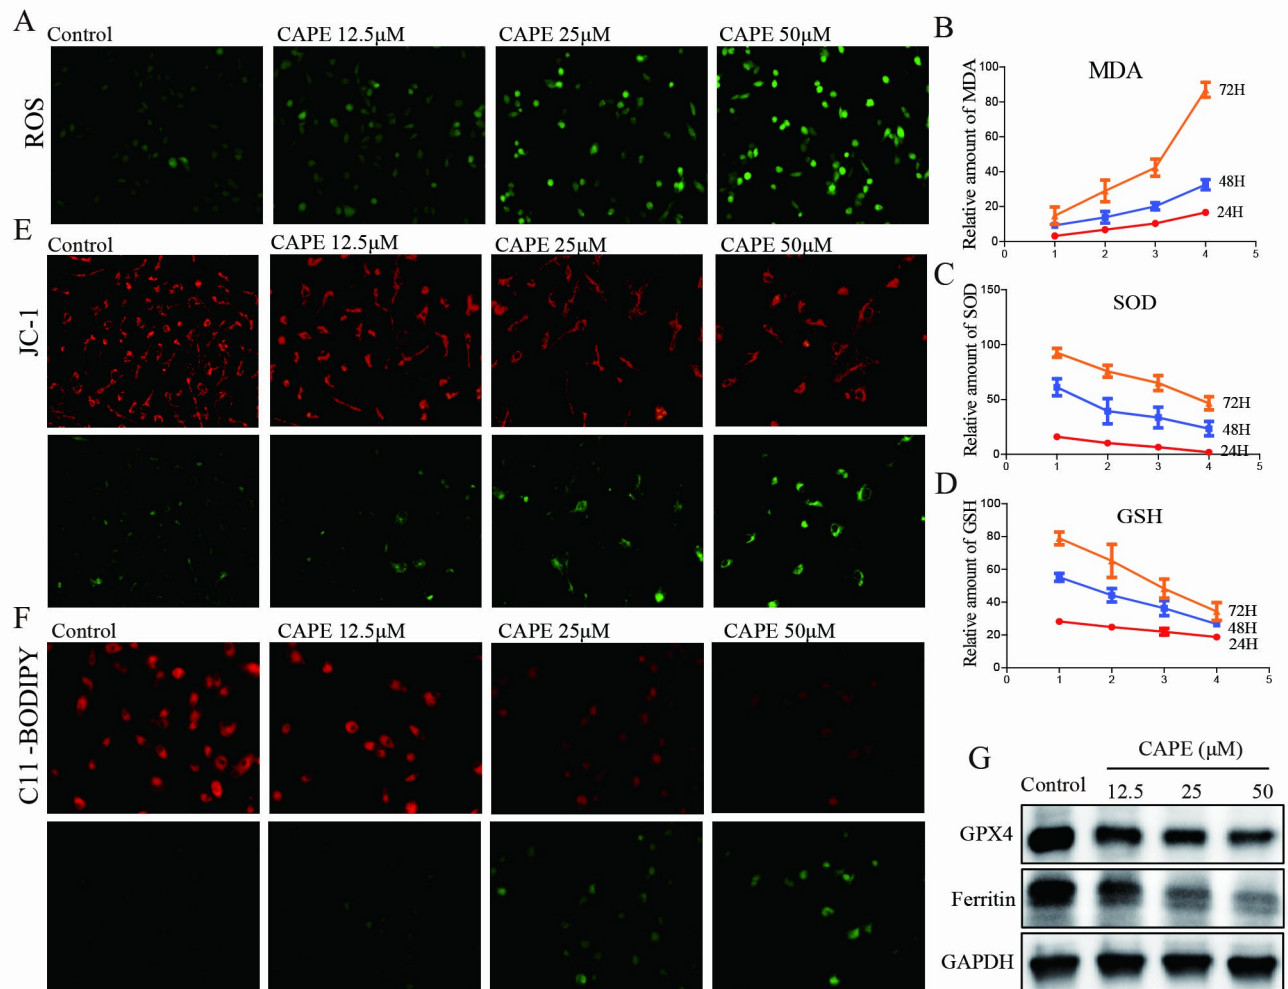 A
Control
CAPE 12.5μM
CAPE 25μM
CAPE 50μM
ROS
B
MDA
Relative amount of MDA
100
80
60
40
20
0
0
1
2
3
4
5
72H
48H
24H
C
SOD
Relative amount of SOD
150
100
50
0
0
1
2
3
4
5
72H
48H
24H
D
GSH
Relative amount of GSH
100
80
60
40
20
0
0
1
2
3
4
5
72H
48H
24H
E
Control
CAPE 12.5μM
CAPE 25μM
CAPE 50μM
JC-1
F
Control
CAPE 12.5μM
CAPE 25μM
CAPE 50μM
C11-BODIPY
G
CAPE (μM)
Control
12.5
25
50
GPX4
Ferritin
GAPDH